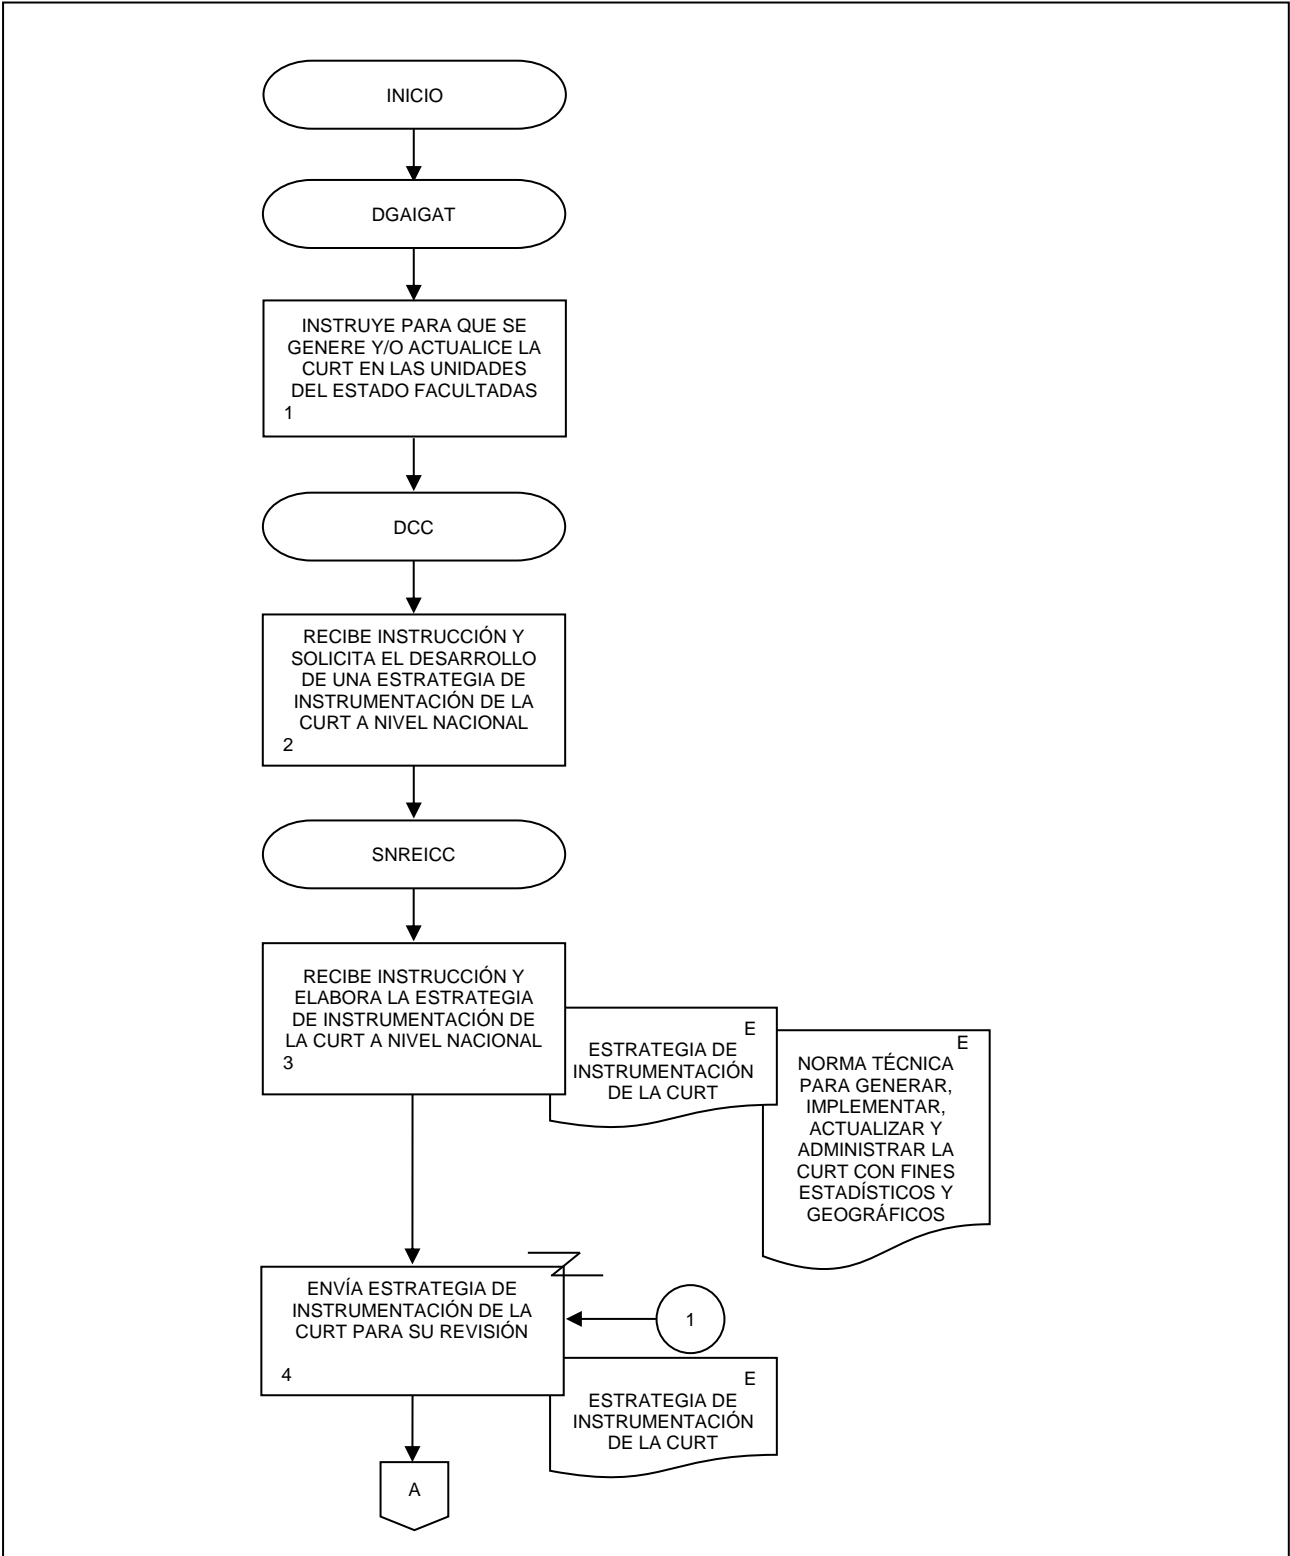 INICIO
DGAIGAT
INSTRUYE PARA QUE SE
GENERE Y/O ACTUALICE LA
CURT EN LAS UNIDADES
DEL ESTADO FACULTADAS
1
DCC
RECIBE INSTRUCCIÓN Y
SOLICITA EL DESARROLLO
DE UNA ESTRATEGIA DE
INSTRUMENTACIÓN DE LA
CURT A NIVEL NACIONAL
2
SNREICC
RECIBE INSTRUCCIÓN Y
ELABORA LA ESTRATEGIA
DE INSTRUMENTACIÓN DE
LA CURT A NIVEL NACIONAL
3
E
ESTRATEGIA DE
INSTRUMENTACIÓN
DE LA CURT
E
NORMA TÉCNICA
PARA GENERAR,
IMPLEMENTAR,
ACTUALIZAR Y
ADMINISTRAR LA
CURT CON FINES
ESTADÍSTICOS Y
GEOGRÁFICOS
ENVÍA ESTRATEGIA DE
INSTRUMENTACIÓN DE LA
CURT PARA SU REVISIÓN
4
1
E
ESTRATEGIA DE
INSTRUMENTACIÓN
DE LA CURT
A